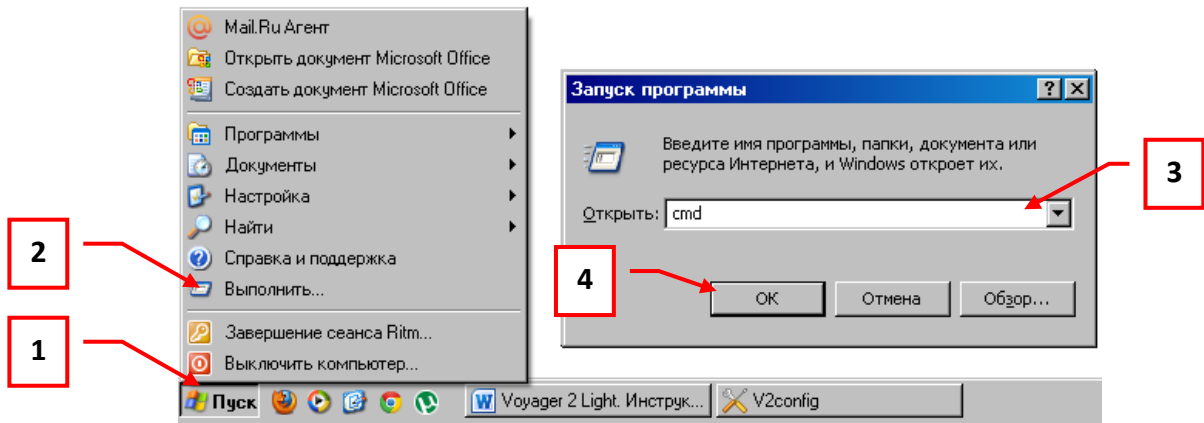 Mail.Ru Агент
Открыть документ Microsoft Office
Создать документ Microsoft Office
Программы
Документы
Настройка
Найти
Справка и поддержка
Выполнить...
Завершение сеанса Ritm...
Выключить компьютер...
Пуск
Voyager 2 Light. Инструк...
V2config
2
1
Запуск программы
Введите имя программы, папки, документа или
ресурса Интернета, и Windows откроет их.
Открыть: cmd
ОК
Отмена
Обзор...
3
4